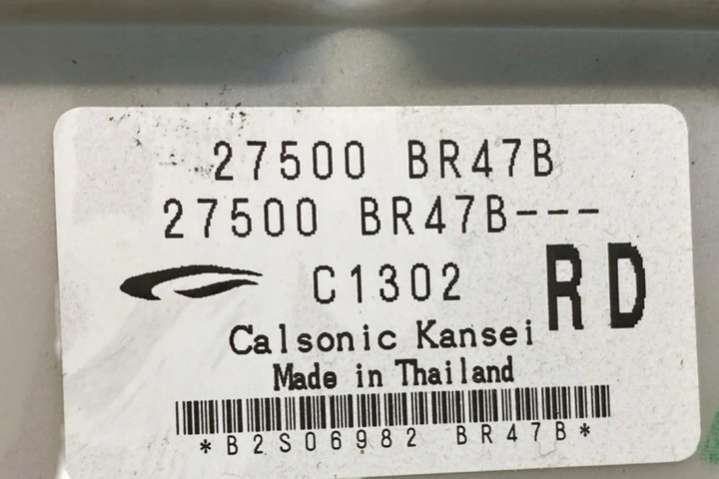 27500 BR47B
27500 BR47B---
C1302 RD
Calsonic Kansei
Made in Thailand
*B2S06982 BR47B*